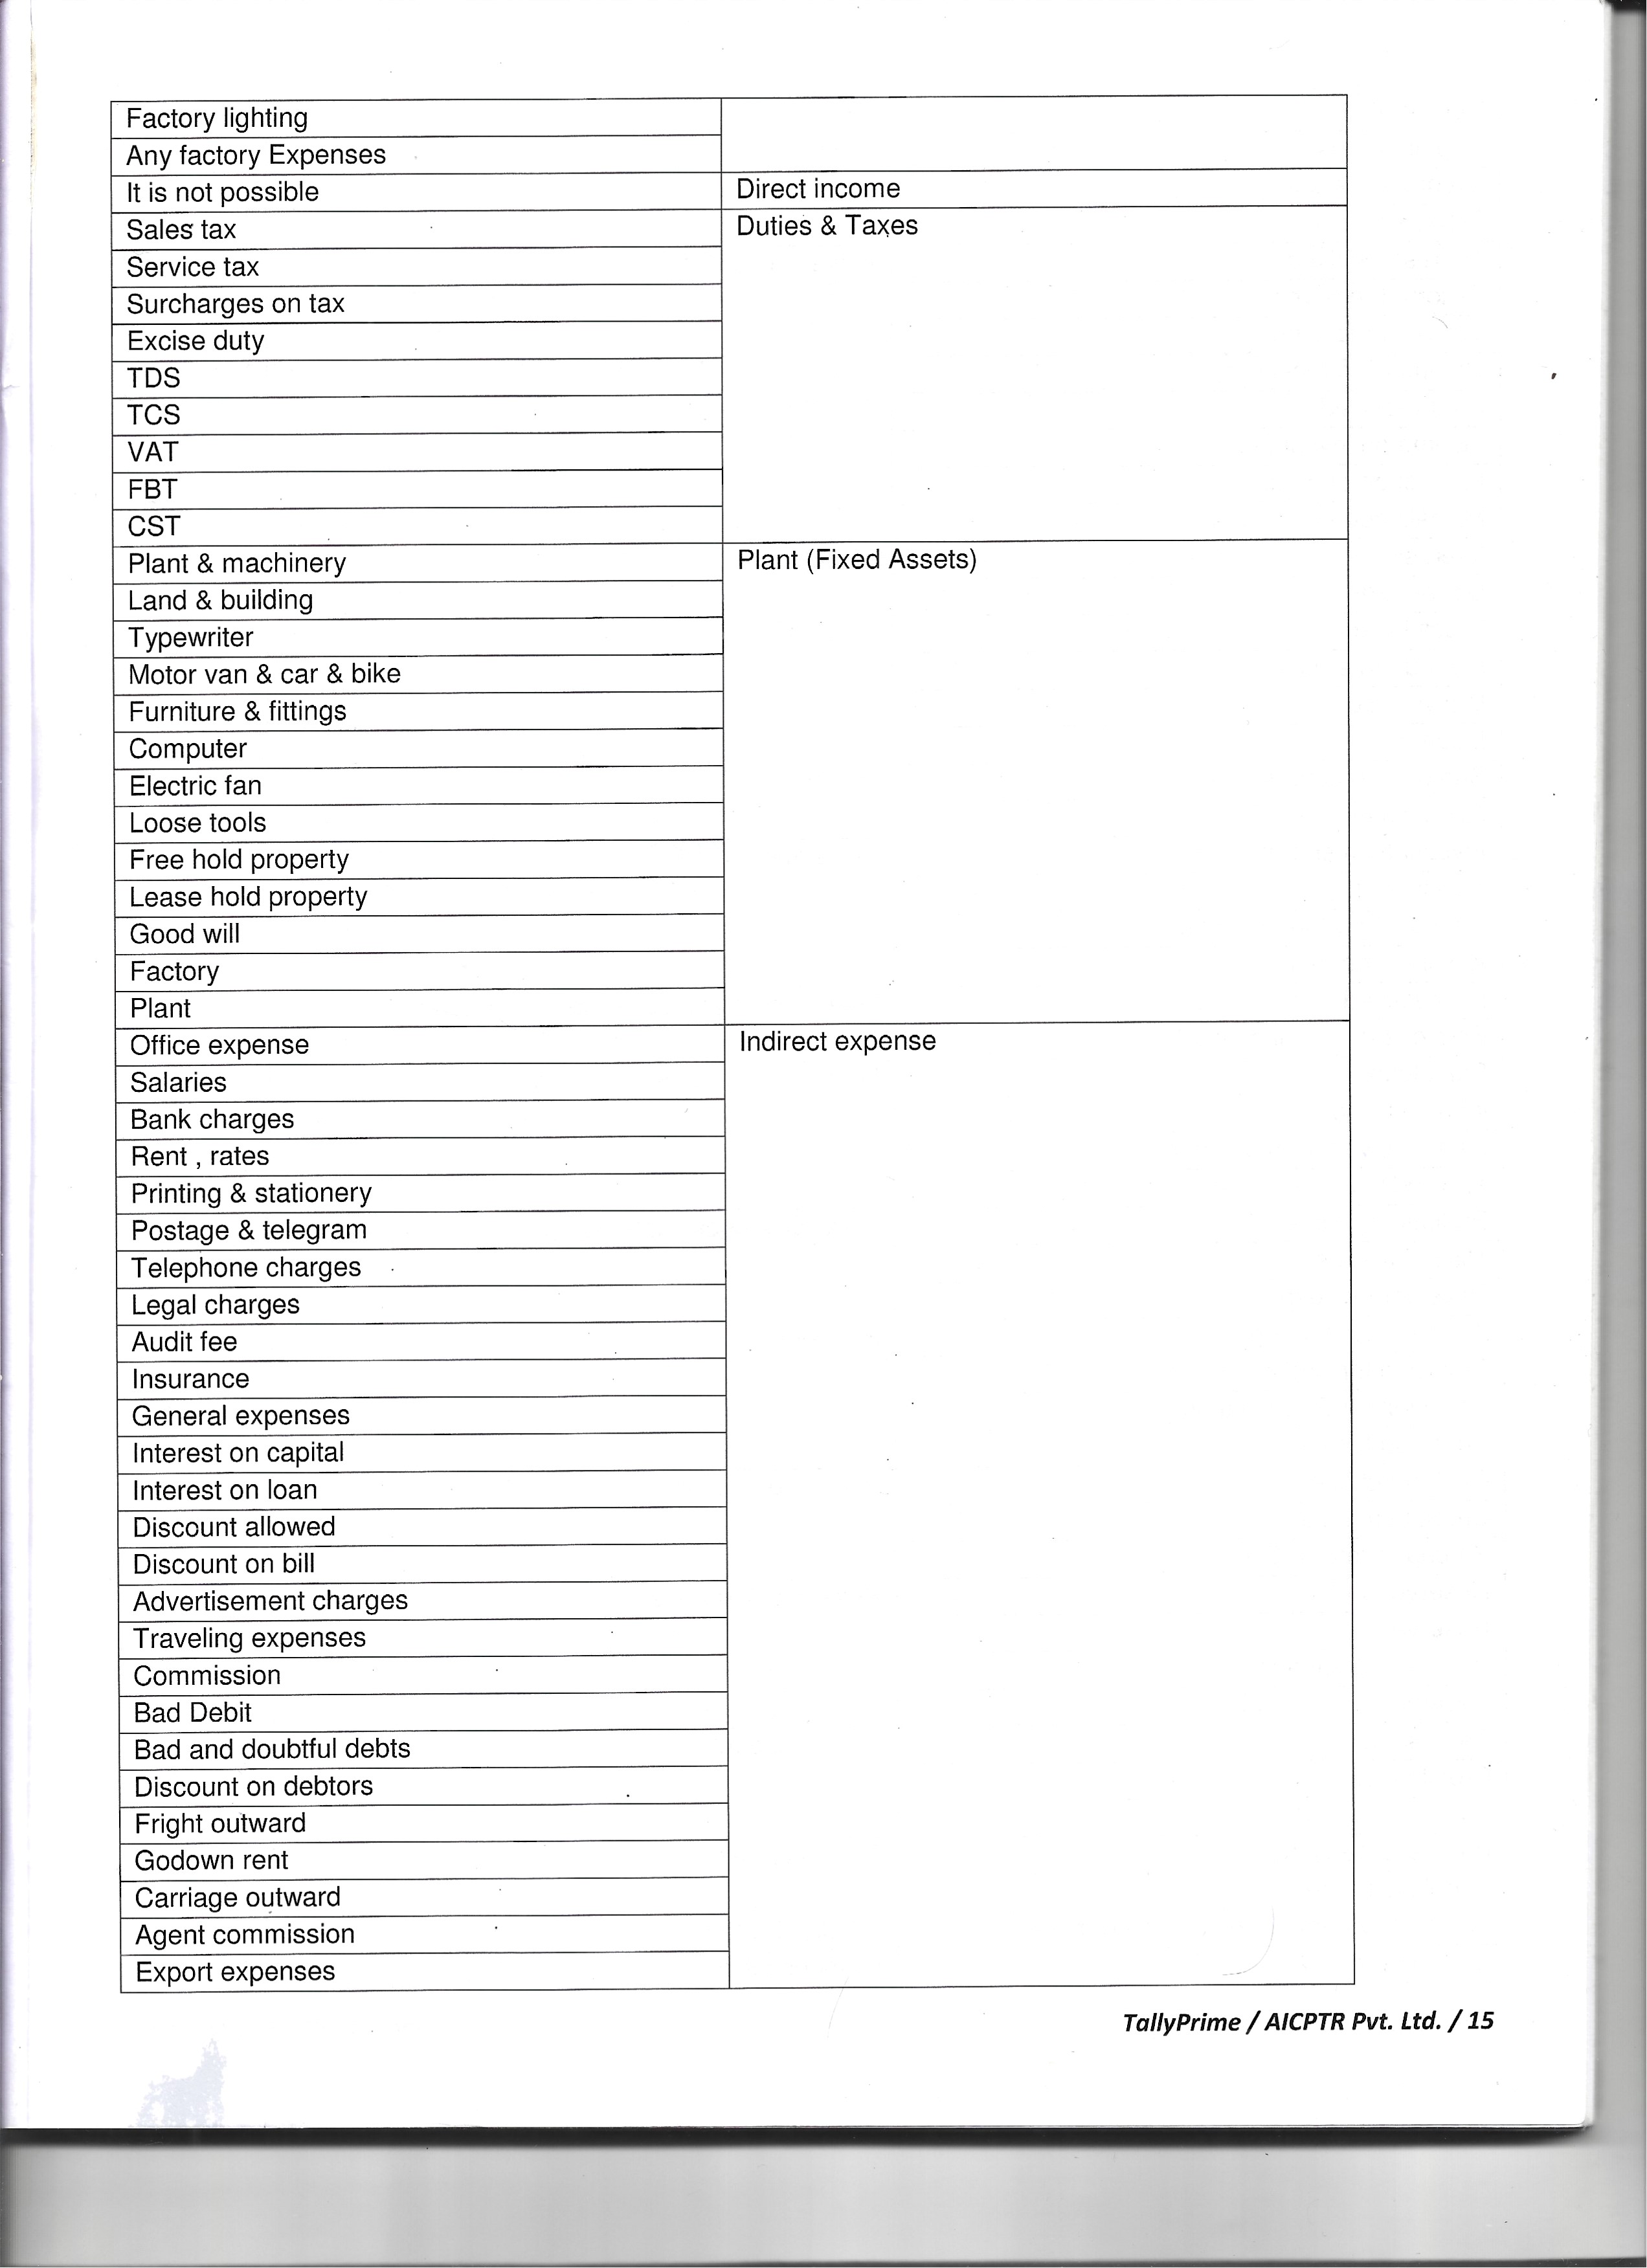 Factory lighting
Any factory Expenses
It is not possible
Direct income
Sales tax
Duties & Taxes
Service tax
Surcharges on tax
Excise duty
TDS
TCS
VAT
FBT
CST
Plant & machinery
Plant (Fixed Assets)
Land & building
Typewriter
Motor van & car & bike
Furniture & fittings
Computer
Electric fan
Loose tools
Free hold property
Lease hold property
Good will
Factory
Plant
Office expense
Indirect expense
Salaries
Bank charges
Rent , rates
Printing & stationery
Postage & telegram
Telephone charges
Legal charges
Audit fee
Insurance
General expenses
Interest on capital
Interest on loan
Discount allowed
Discount on bill
Advertisement charges
Traveling expenses
Commission
Bad Debit
Bad and doubtful debts
Discount on debtors
Fright outward
Godown rent
Carriage outward
Agent commission
Export expenses
TallyPrime / AICPTR Pvt. Ltd. / 15